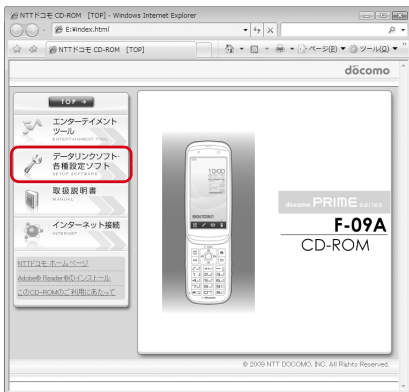 NTTドコモ CD-ROM [TOP] - Windows Internet Explorer
E:¥index.html
NTTドコモ CD-ROM [TOP]
ページ(P)
ツール(O)
döcomo
TOP
エンターテイメント
ツール
ENTERTAINMENT TOOL
データリンクソフト・
各種設定ソフト
SETUP SOFTWARE
取扱説明書
MANUAL
インターネット接続
INTERNET
NTTドコモ ホームページ
Adobe® Reader®のインストール
このCD-ROMのご利用にあたって
docomo PRIME series
F-09A
CD-ROM
© 2009 NTT DOCOMO, INC. All Rights Reserved.